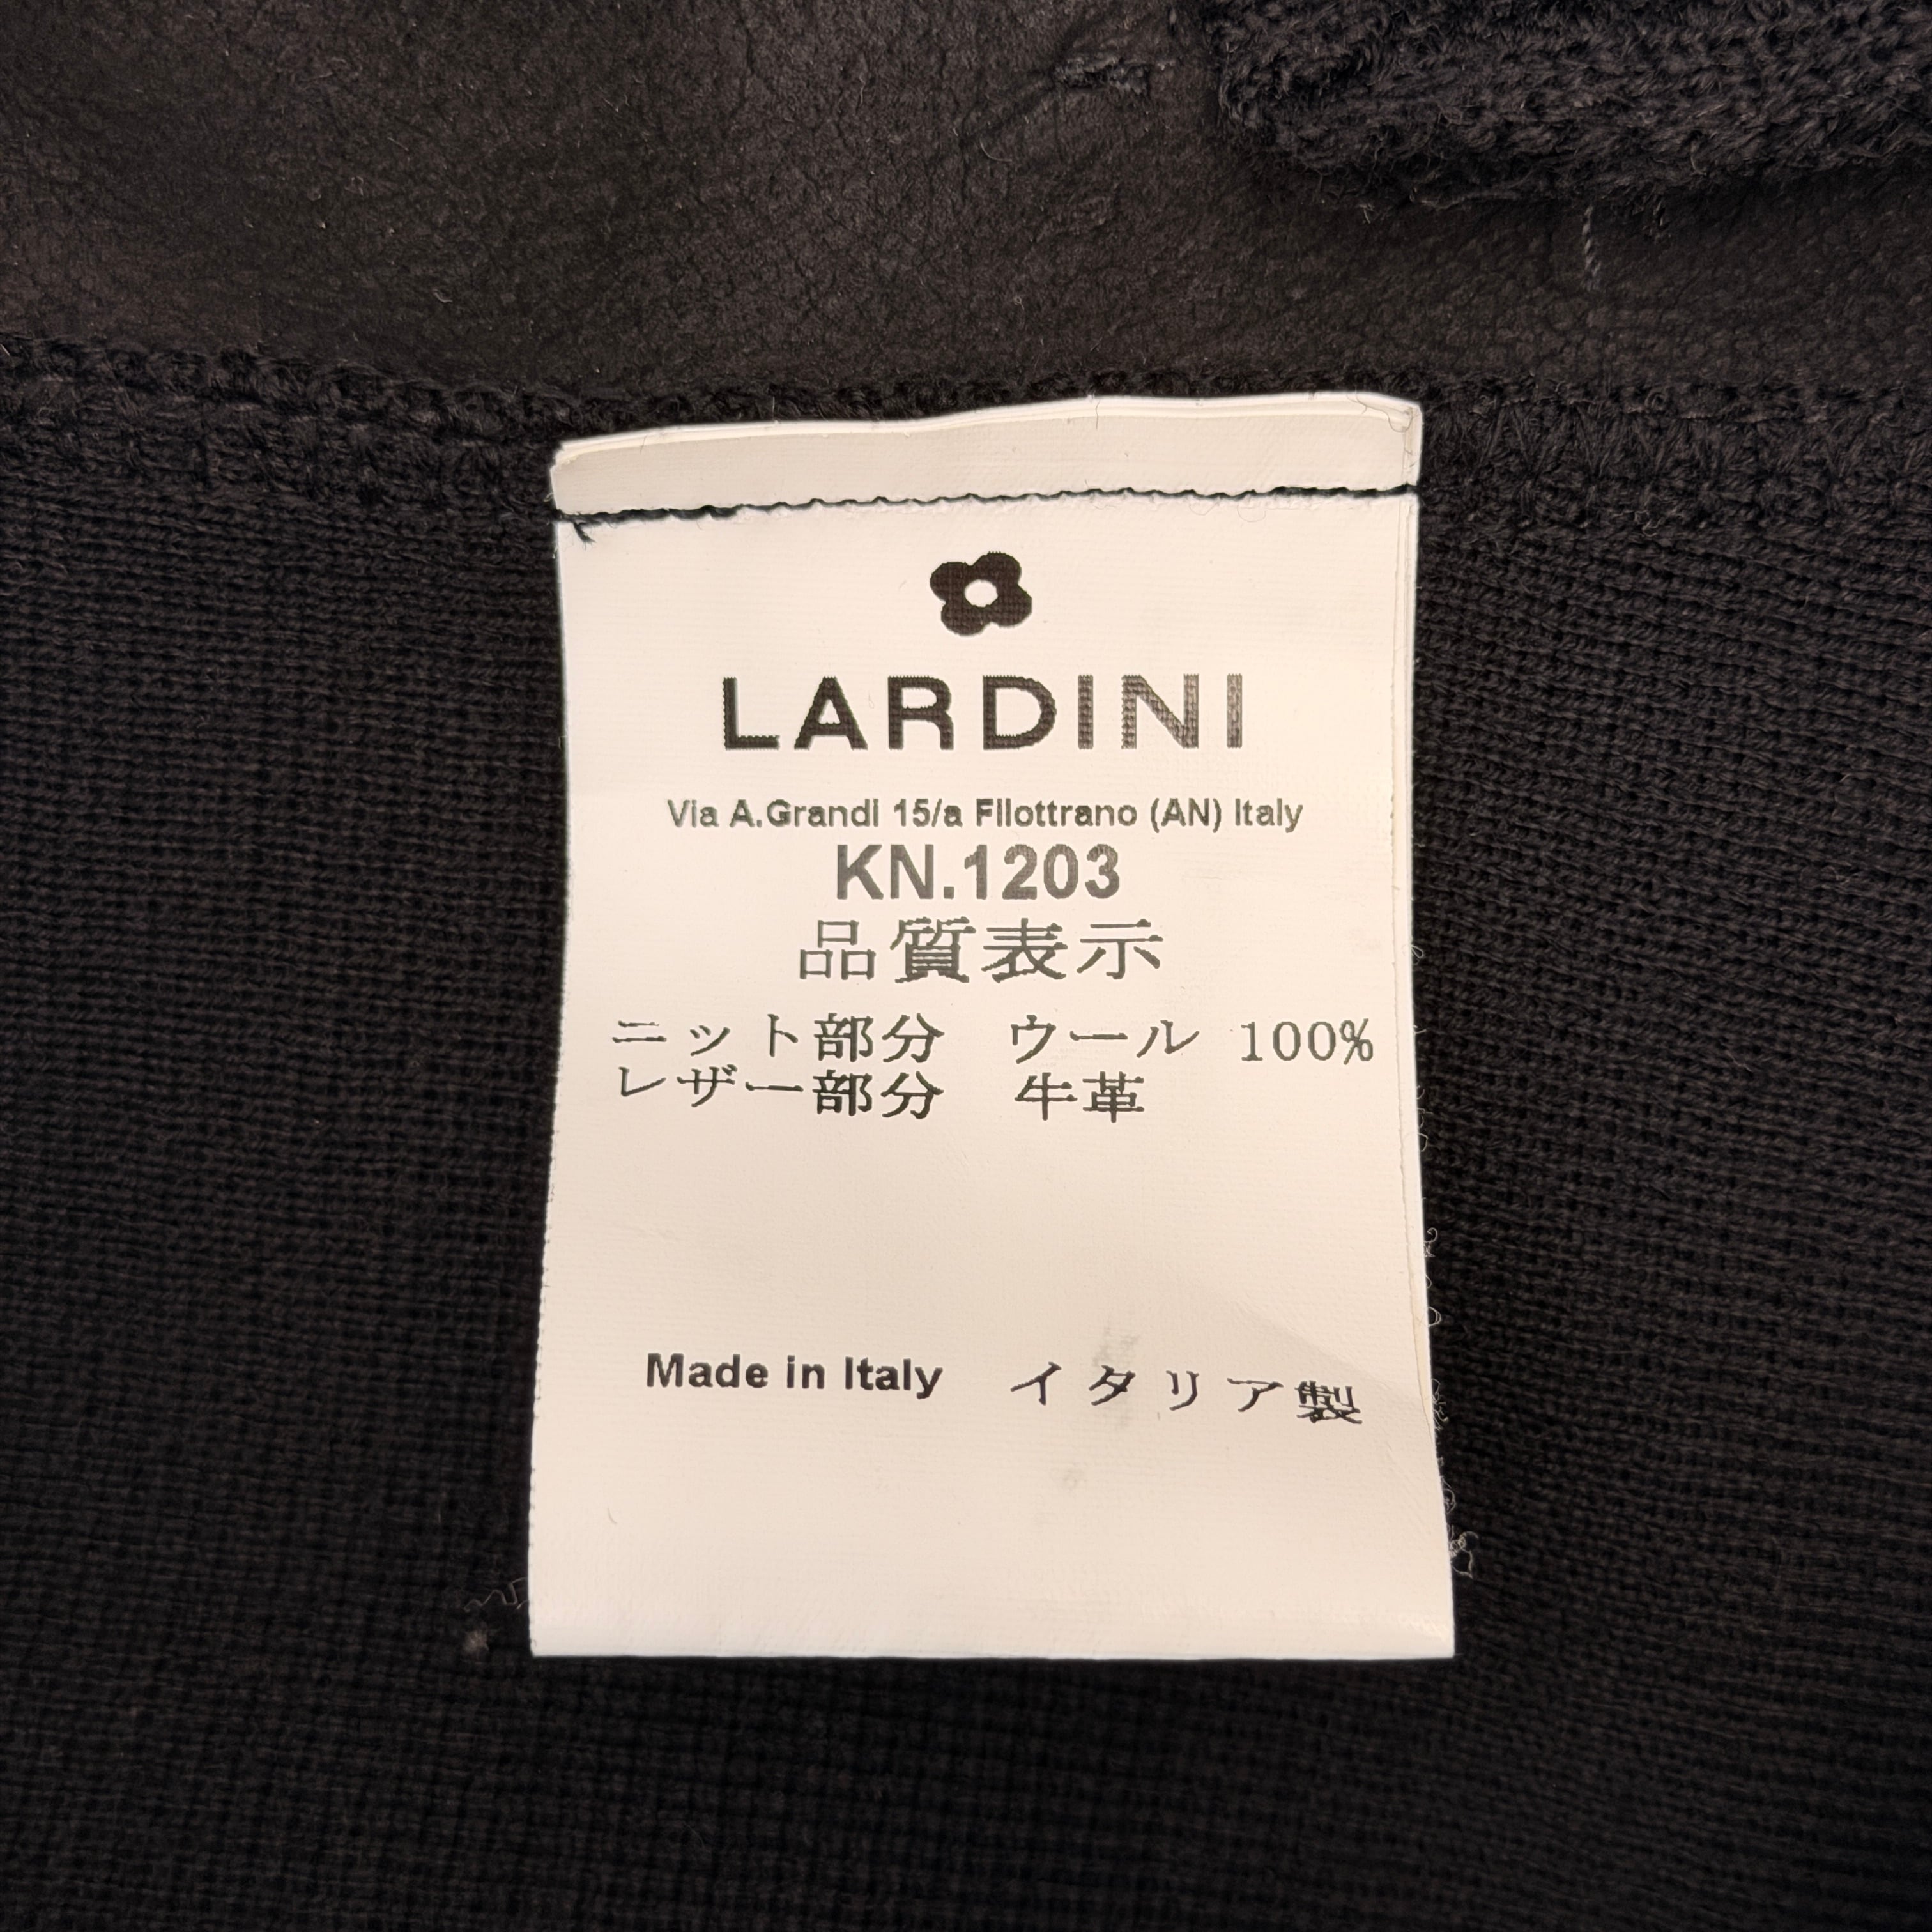 LARDINI
Via A.Grandi 15/a Filottrano (AN) Italy
KN.1203
品質表示
ニット部分 ウール 100%
レザー部分 牛革
Made in Italy イタリア製